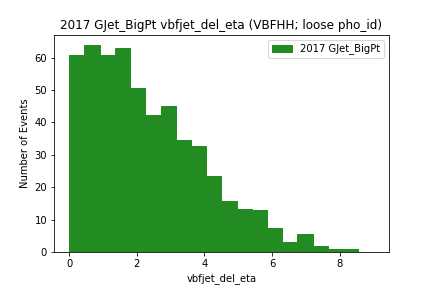 2017 GJet_BigPt vbfjet_del_eta (VBFHH; loose pho_id)
2017 GJet_BigPt
Number of Events
60
50
40
30
20
10
0
0 2 4 6 8
vbfjet_del_eta